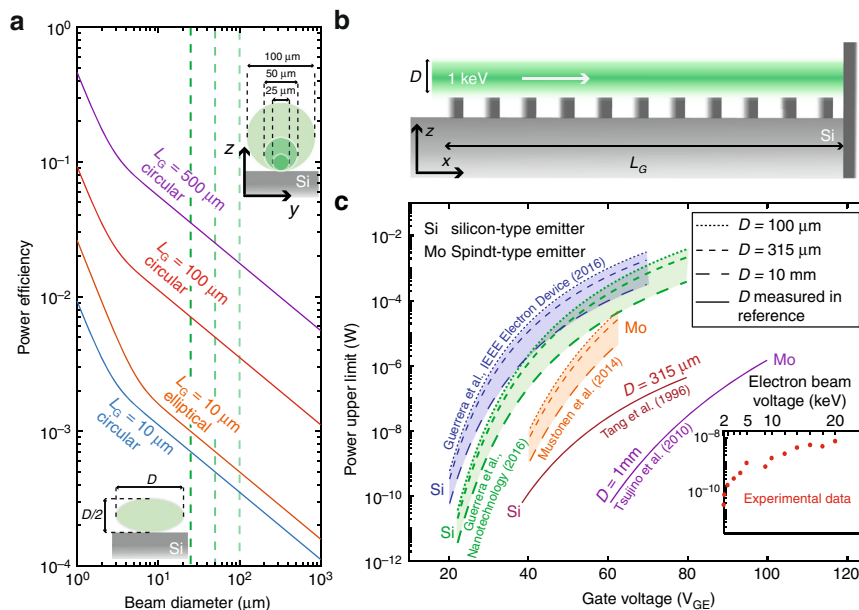 a
10⁰
10⁻¹
10⁻²
10⁻³
10⁻⁴
Power efficiency
10⁰
10¹
10²
10³
Beam diameter (μm)
L_G = 500 μm
circular
L_G = 100 μm
circular
L_G = 10 μm
elliptical
L_G = 10 μm
circular
100 μm
50 μm
25 μm
z
Si
y
D
D/2
Si
b
D
1 keV
z
x
Si
L_G
c
Si silicon-type emitter
Mo Spindt-type emitter
D = 100 μm
D = 315 μm
D = 10 mm
D measured in
reference
10⁻²
10⁻⁴
10⁻⁶
10⁻⁸
10⁻¹⁰
10⁻¹²
Power upper limit (W)
20
40
60
80
100
120
Gate voltage (V_GE)
Guerrera et al., IEEE Electron Device (2016)
Si
Guerrera et al.,
Nanotechnology (2016)
Si
Mo
Mustonen et al. (2014)
D = 315 μm
Tang et al. (1996)
Si
Mo
D = 1mm
Tsujino et al. (2010)
Electron beam
voltage (keV)
2
5
10
20
10⁻⁸
10⁻¹⁰
Experimental data